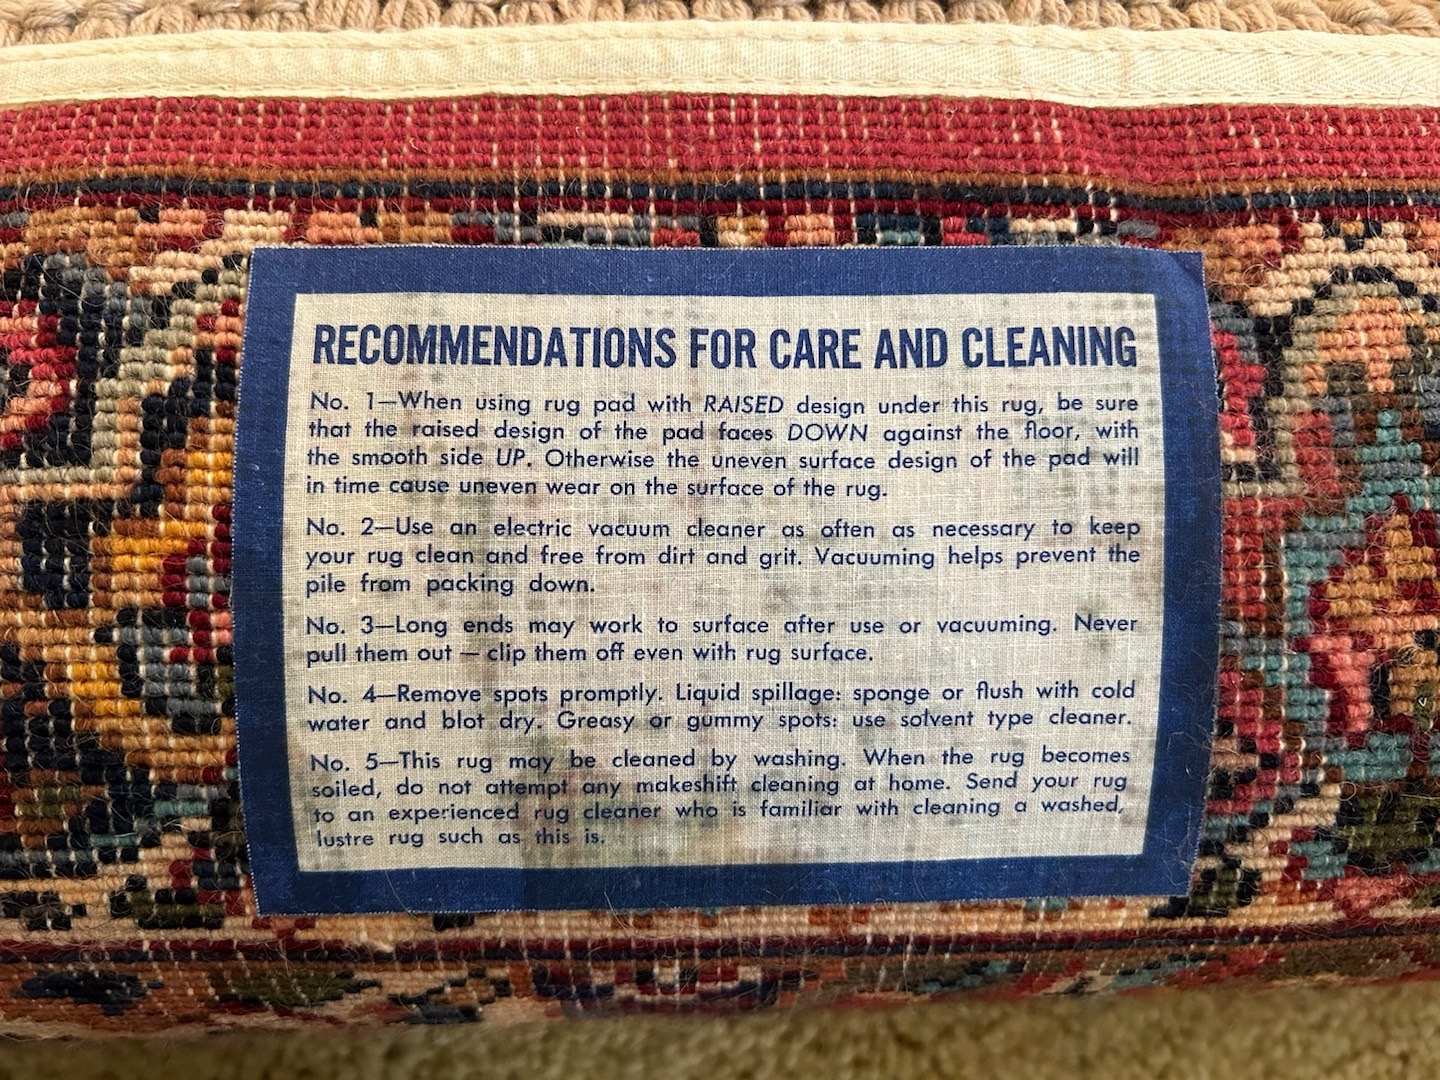 RECOMMENDATIONS FOR CARE AND CLEANING
No. 1—When using rug pad with RAISED design under this rug, be sure
that the raised design of the pad faces DOWN against the floor, with
the smooth side UP. Otherwise the uneven surface design of the pad will
in time cause uneven wear on the surface of the rug.
No. 2—Use an electric vacuum cleaner as often as necessary to keep
your rug clean and free from dirt and grit. Vacuuming helps prevent the
pile from packing down.
No. 3—Long ends may work to surface after use or vacuuming. Never
pull them out — clip them off even with rug surface.
No. 4—Remove spots promptly. Liquid spillage: sponge or flush with cold
water and blot dry. Greasy or gummy spots: use solvent type cleaner.
No. 5—This rug may be cleaned by washing. When the rug becomes
soiled, do not attempt any makeshift cleaning at home. Send your rug
to an experienced rug cleaner who is familiar with cleaning a washed,
lustre rug such as this is.